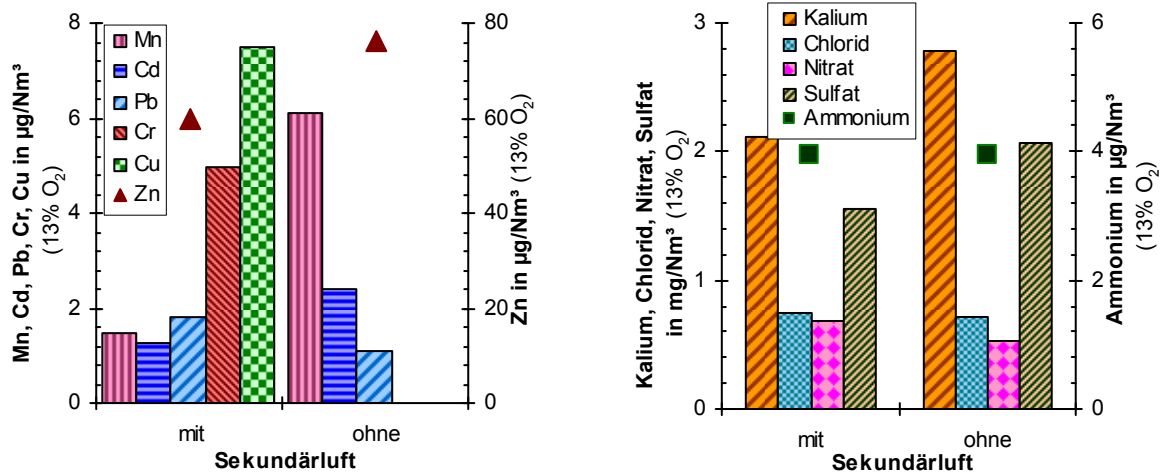 Mn, Cd, Pb, Cr, Cu in µg/Nm³
(13% O₂)
8
6
4
2
0
Mn
Cd
Pb
Cr
Cu
Zn
80
60
40
20
0
Zn in µg/Nm³ (13% O₂)
mit
ohne
Sekundärluft
Kalium, Chlorid, Nitrat, Sulfat
in mg/Nm³ (13% O₂)
3
2
1
0
Kalium
Chlorid
Nitrat
Sulfat
Ammonium
6
4
2
0
Ammonium in µg/Nm³
(13% O₂)
mit
ohne
Sekundärluft